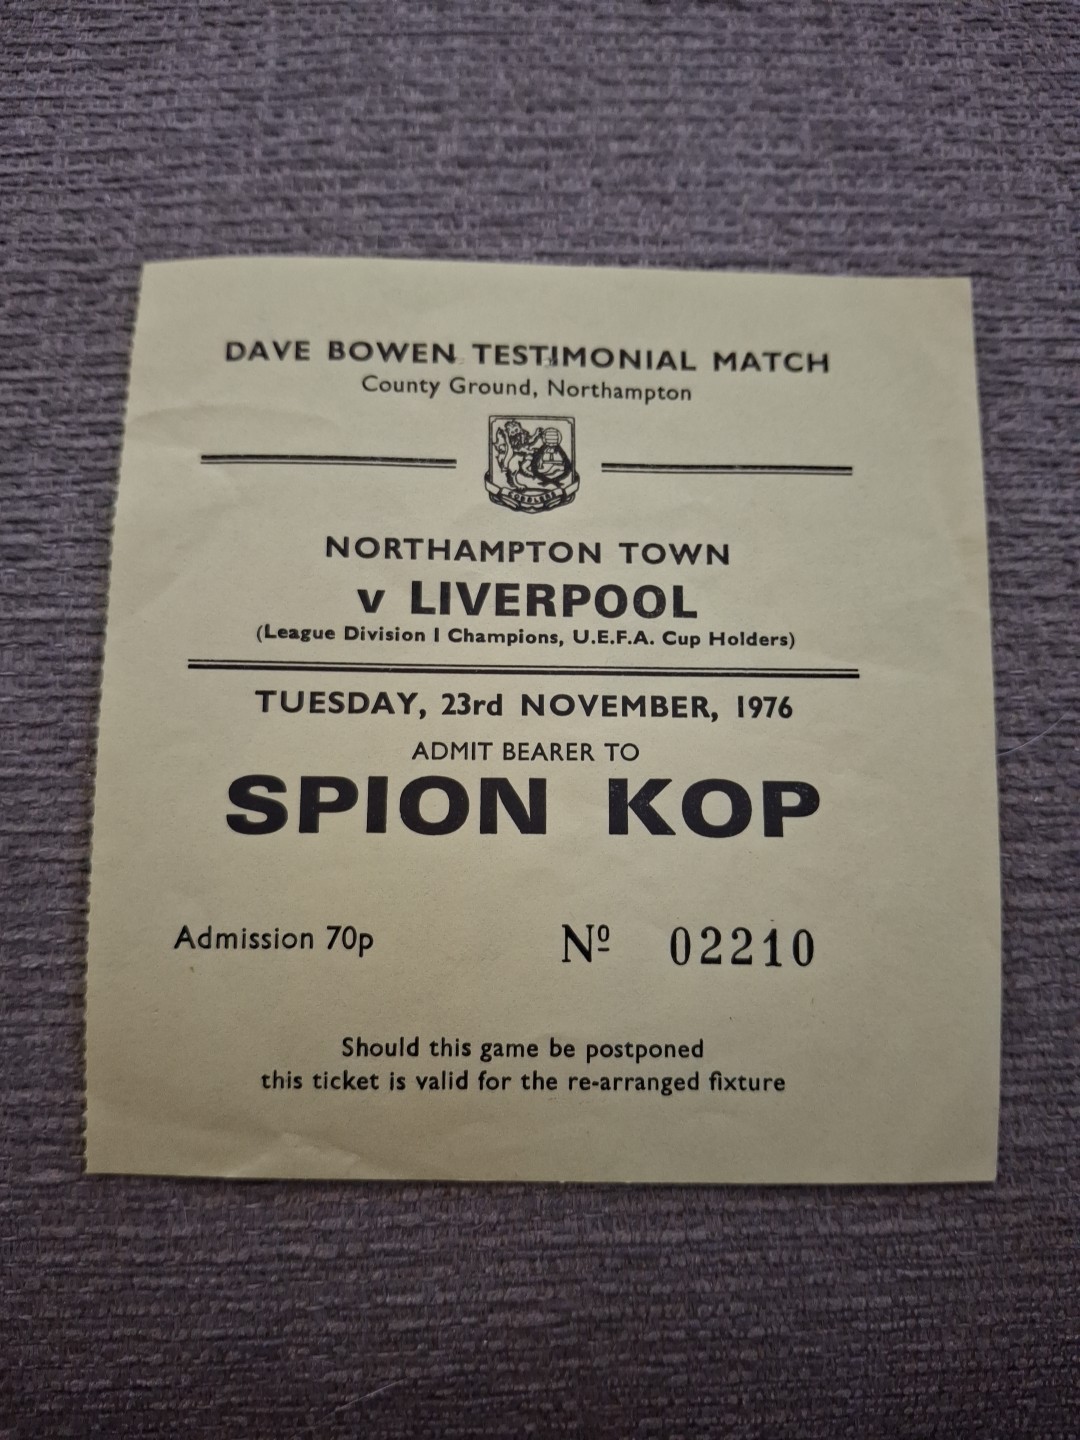 DAVE BOWEN TESTIMONIAL MATCH
County Ground, Northampton
COBBLERS
NORTHAMPTON TOWN
v LIVERPOOL
(League Division I Champions, U.E.F.A. Cup Holders)
TUESDAY, 23rd NOVEMBER, 1976
ADMIT BEARER TO
SPION KOP
Admission 70p Nº 02210
Should this game be postponed
this ticket is valid for the re-arranged fixture